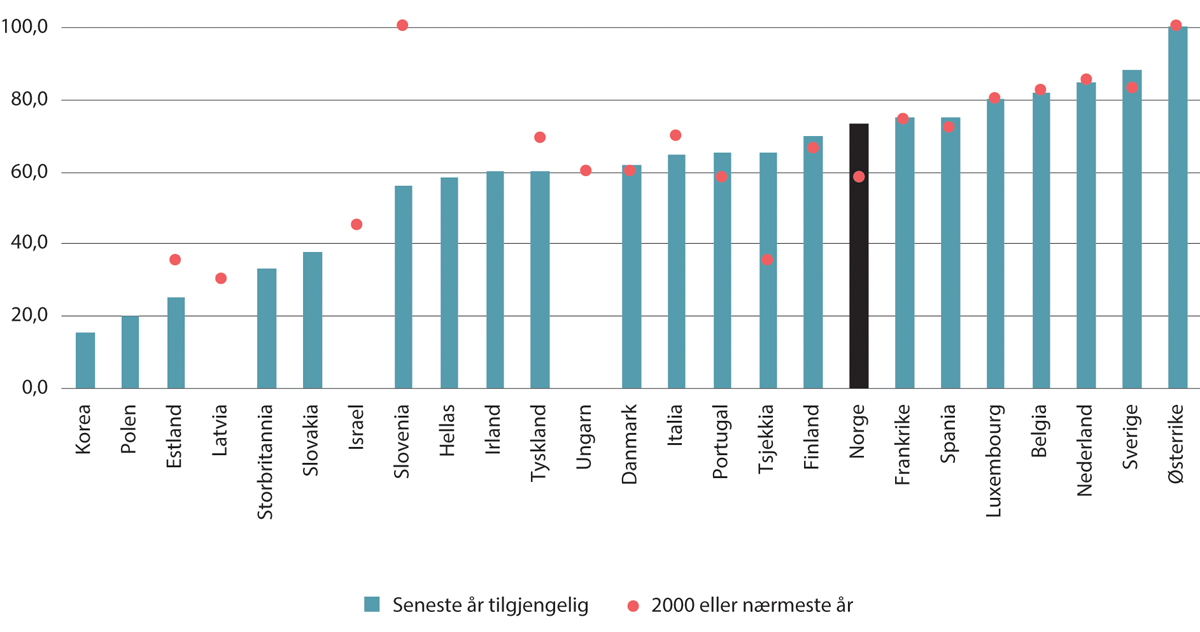 100,0
80,0
60,0
40,0
20,0
0,0
Korea
Polen
Estland
Latvia
Storbritannia
Slovakia
Israel
Slovenia
Hellas
Irland
Tyskland
Ungarn
Danmark
Italia
Portugal
Tsjekkia
Finland
Norge
Frankrike
Spania
Luxembourg
Belgia
Nederland
Sverige
Østerrike
Seneste år tilgjengelig
2000 eller nærmeste år